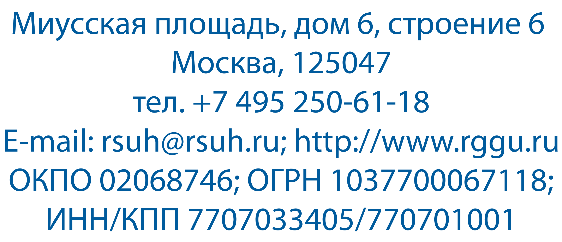 Миусская площадь, дом 6, строение 6
Москва, 125047
тел. +7 495 250-61-18
E-mail: rsuh@rsuh.ru; http://www.rggu.ru
ОКПО 02068746; ОГРН 1037700067118;
ИНН/КПП 7707033405/770701001